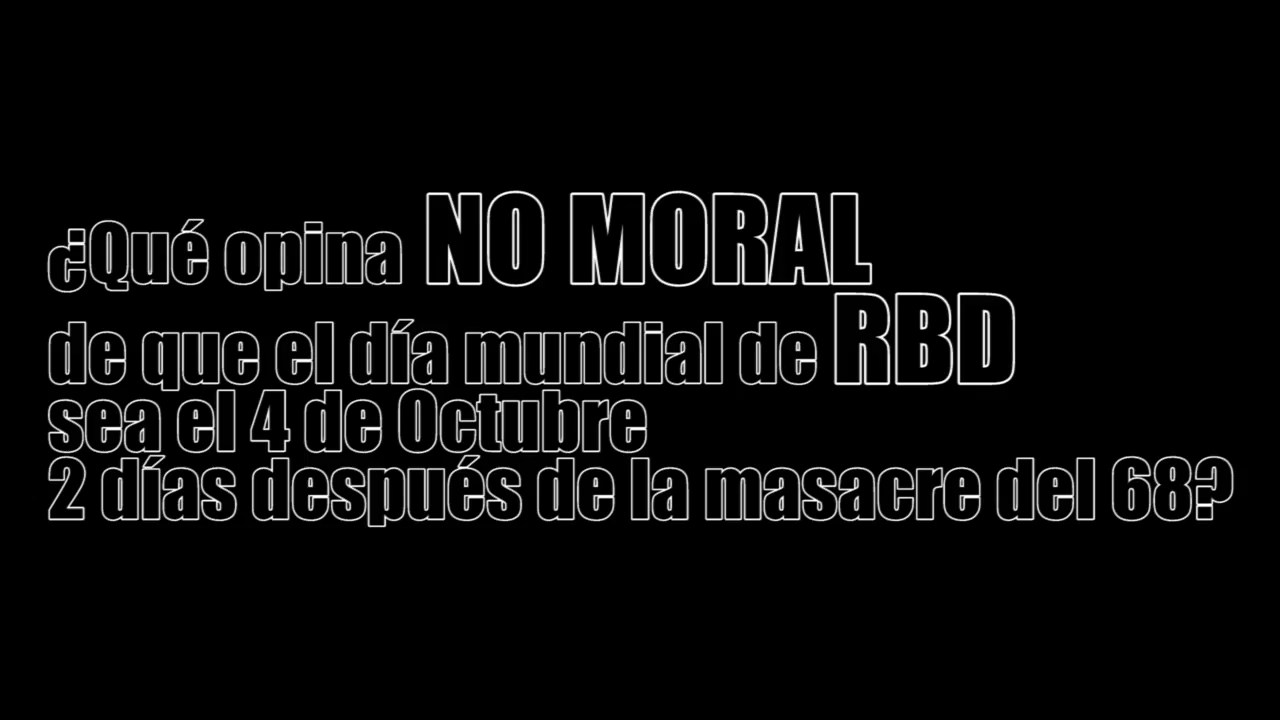 ¿Qué opina NO MORAL
de que el día mundial de RBD
sea el 4 de Octubre
2 días después de la masacre del 68?